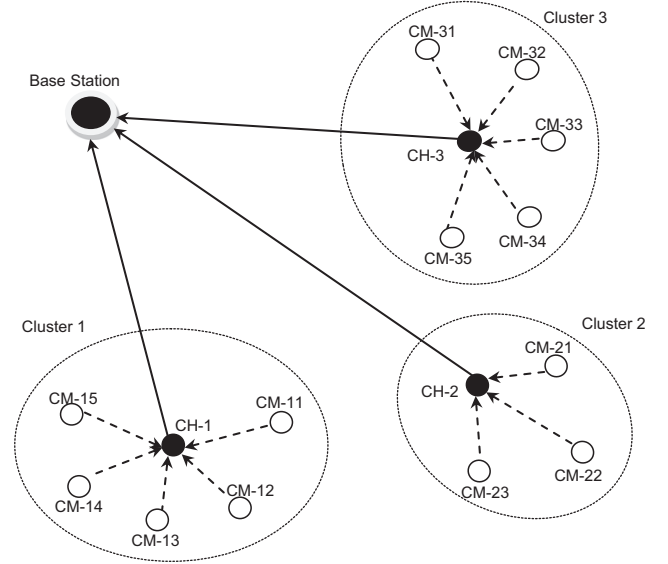 Cluster 3
CM-31
CM-32
Base Station
CM-33
CH-3
CM-34
CM-35
Cluster 1
Cluster 2
CM-21
CM-15
CH-2
CM-11
CH-1
CM-22
CM-12
CM-23
CM-14
CM-13